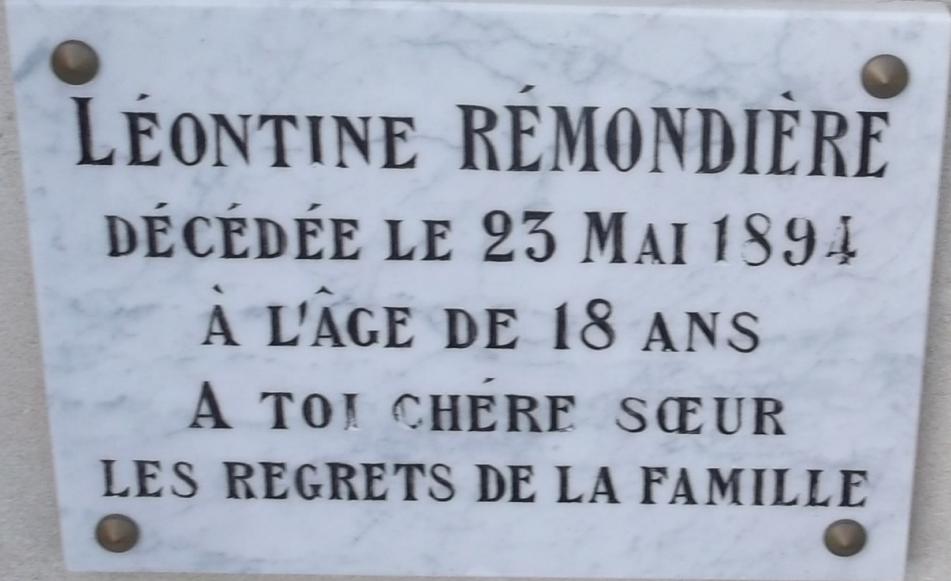 LÉONTINE RÉMONDIÈRE
DÉCÉDÉE LE 23 MAI 1894
À L'ÂGE DE 18 ANS
A TOI CHÉRE SŒUR
LES REGRETS DE LA FAMILLE